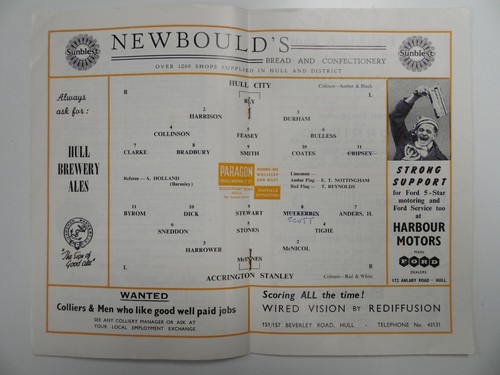 Sunblest
NEWBOULD'S
Sunblest
BREAD AND CONFECTIONERY
OVER 1200 SHOPS SUPPLIED IN HULL AND DISTRICT
Always
ask for:
HULL
BREWERY
ALES
"The Sign of
Good Ale"
HULL CITY
Colours—Amber & Black
R
L
2
HARRISON
3
DURHAM
4
COLLINSON
5
FEASEY
6
BULLESS
7
CLARKE
8
BRADBURY
9
SMITH
10
COATES
11
CRIPSEY
Referee — A. HOLLAND
(Barnsley)
PARAGON
Linesmen—
Amber Flag — E. T. NOTTINGHAM
Red Flag — T. REYNOLDS
11
BYROM
10
DICK
9
STEWART
8
MULKERRIN
SCOTT
7
ANDERS, H.
6
SNEDDON
5
STONES
4
TIGHE
3
HARROWER
2
McNICOL
McINNES
L
R
ACCRINGTON STANLEY
Colours—Red & White
STRONG
SUPPORT
for Ford 5-Star
motoring and
Ford Service too
at
HARBOUR
MOTORS
FORD
DEALERS
172 ANLABY ROAD - HULL
WANTED
Colliers & Men who like good well paid jobs
SEE ANY COLLIERY MANAGER OR ASK AT
YOUR LOCAL EMPLOYMENT EXCHANGE
Scoring ALL the time!
WIRED VISION by REDIFFUSION
151/157 BEVERLEY ROAD, HULL - TELEPHONE No. 43131